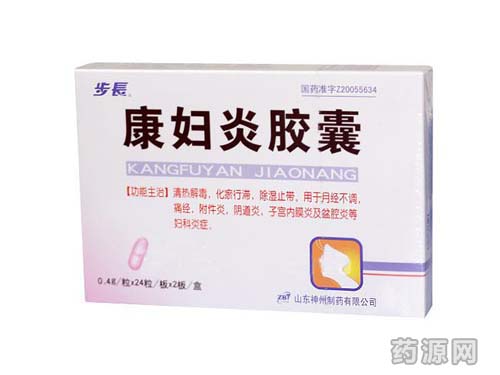 步長
国药准字Z20055634
康妇炎胶囊
KANGFUYAN JIAONANG
【功能主治】清热解毒，化瘀行滞，除湿止带，用于月经不调，
痛经，附件炎，阴道炎，子宫内膜炎及盆腔炎等
妇科炎症。
0.4g/粒x24粒/板x2板/盒
ZBT 山东神州制药有限公司
药源网